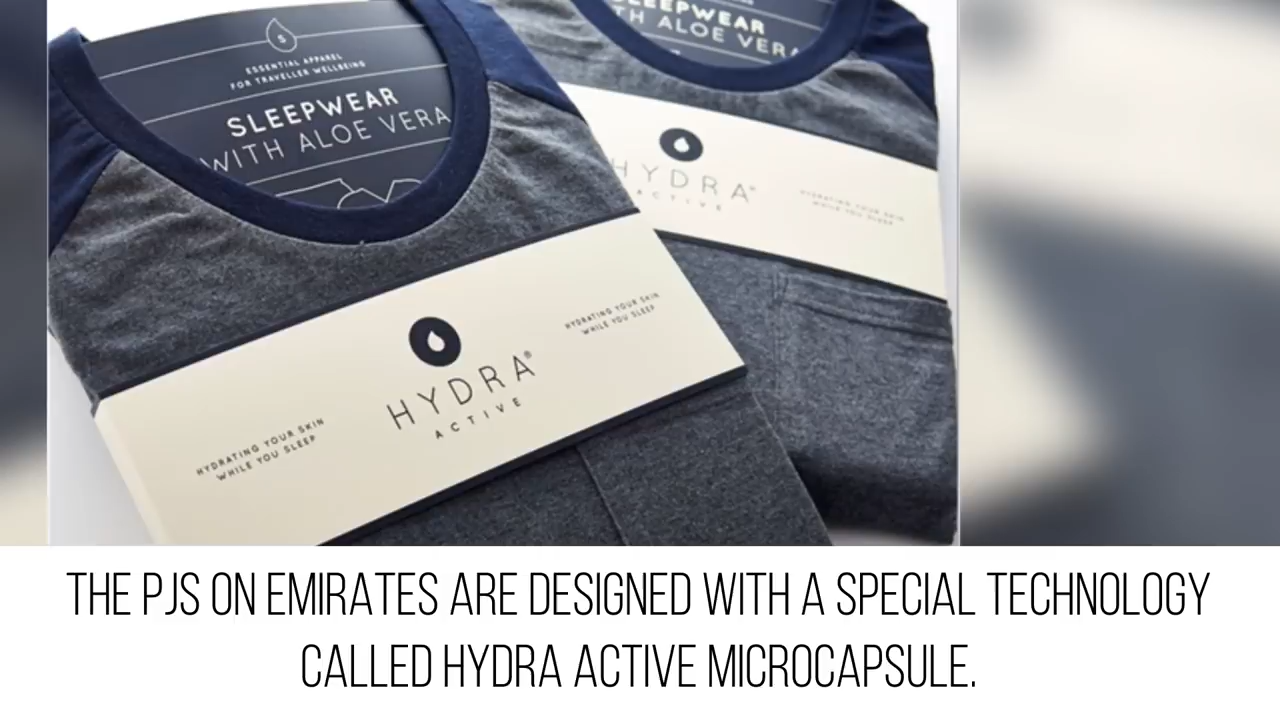 ESSENTIAL APPAREL
FOR TRAVELLER WELLBEING
SLEEPWEAR
WITH ALOE VERA
SLEEPWEAR
WITH ALOE VERA
HYDRA®
ACTIVE
HYDRATING YOUR SKIN
WHILE YOU SLEEP
HYDRATING YOUR SKIN
WHILE YOU SLEEP
HYDRA®
ACTIVE
HYDRATING YOUR SKIN
WHILE YOU SLEEP
THE PJS ON EMIRATES ARE DESIGNED WITH A SPECIAL TECHNOLOGY
CALLED HYDRA ACTIVE MICROCAPSULE.